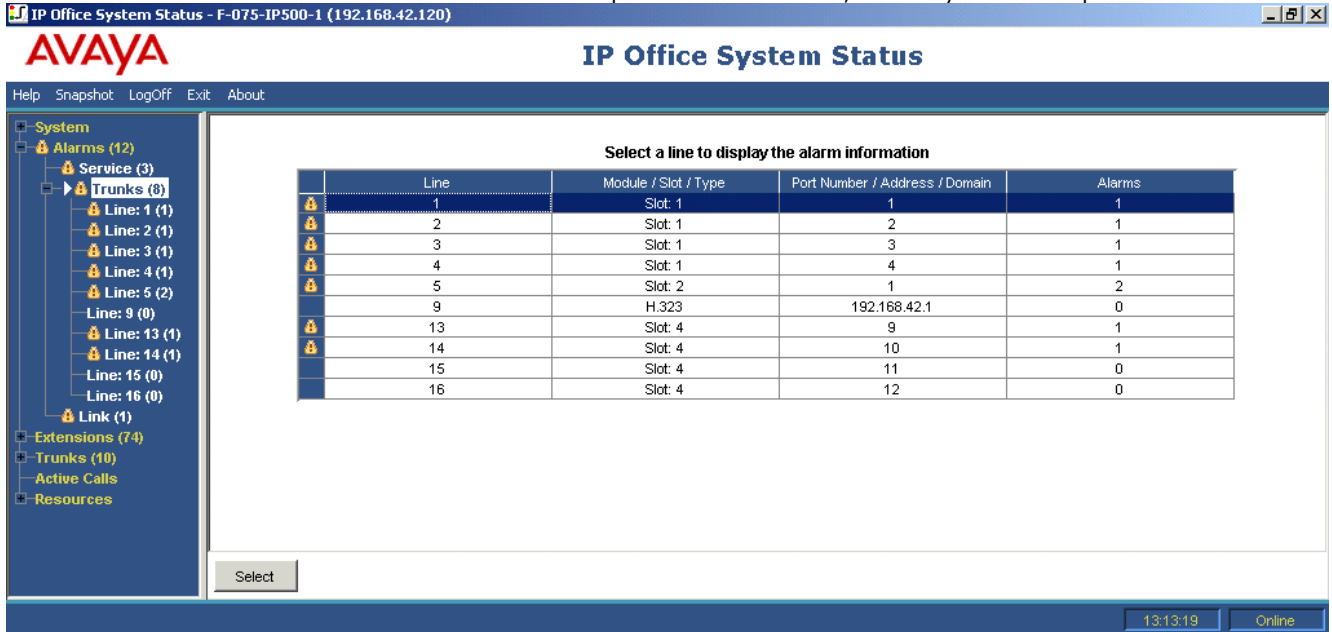 IP Office System Status - F-075-IP500-1 (192.168.42.120)
AVAYA
IP Office System Status
Help Snapshot LogOff Exit About
System
Alarms (12)
Service (3)
Trunks (8)
Line: 1 (1)
Line: 2 (1)
Line: 3 (1)
Line: 4 (1)
Line: 5 (2)
Line: 9 (0)
Line: 13 (1)
Line: 14 (1)
Line: 15 (0)
Line: 16 (0)
Link (1)
Extensions (74)
Trunks (10)
Active Calls
Resources
Select a line to display the alarm information
Line Module / Slot / Type Port Number / Address / Domain Alarms
1 Slot: 1 1 1
2 Slot: 1 2 1
3 Slot: 1 3 1
4 Slot: 1 4 1
5 Slot: 2 1 2
9 H.323 192.168.42.1 0
13 Slot: 4 9 1
14 Slot: 4 10 1
15 Slot: 4 11 0
16 Slot: 4 12 0
Select
13:13:19 Online